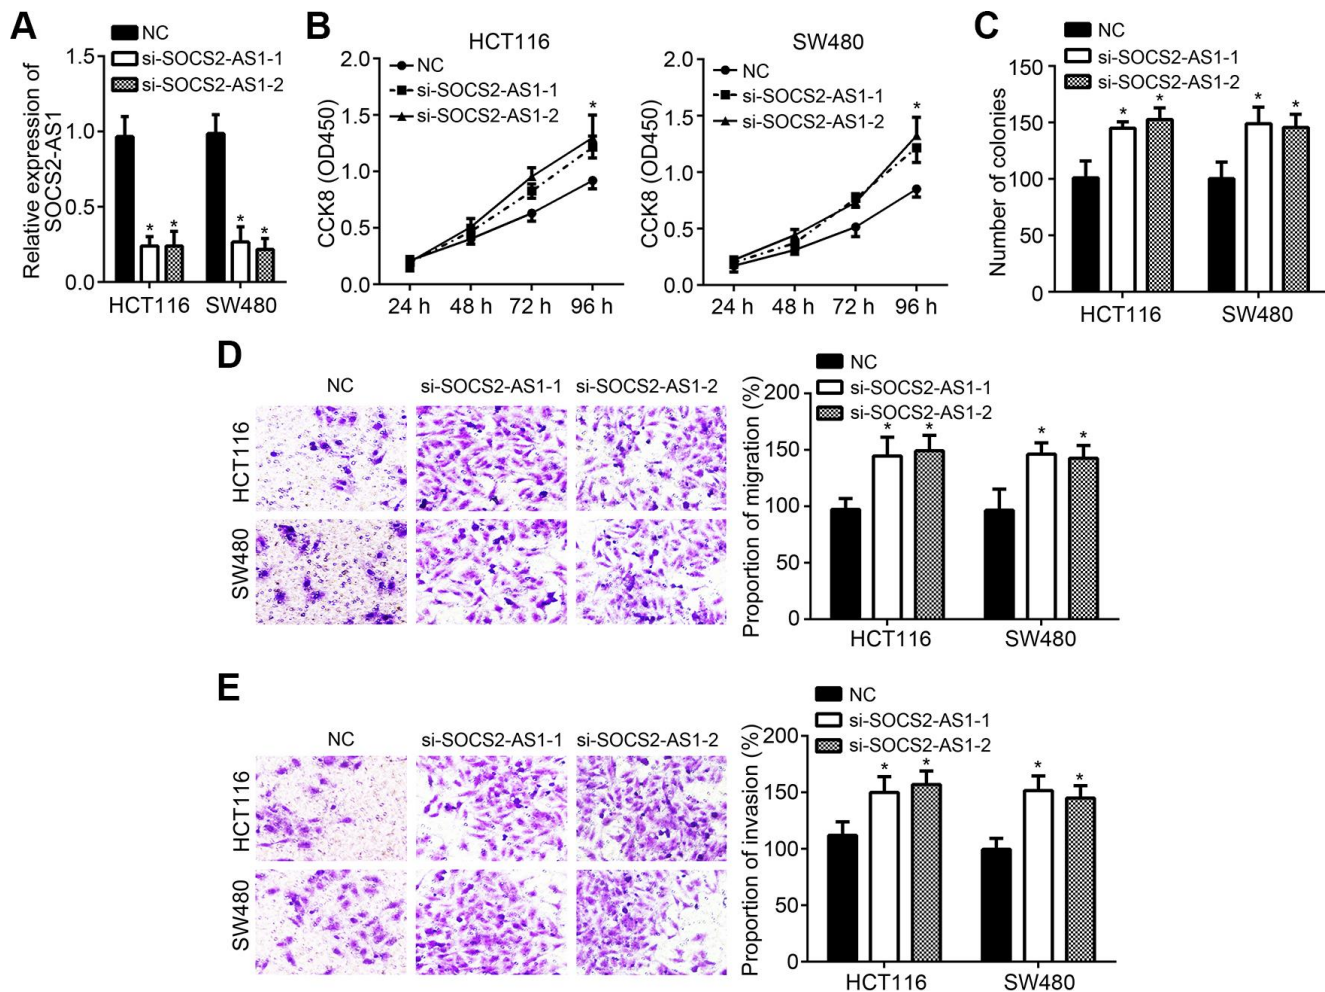 A
NC
si-SOCS2-AS1-1
si-SOCS2-AS1-2
Relative expression of
SOCS2-AS1
1.5
1.0
0.5
0.0
*
*
*
*
HCT116
SW480
B
HCT116
NC
si-SOCS2-AS1-1
si-SOCS2-AS1-2
CCK8 (OD450)
2.0
1.5
1.0
0.5
0.0
*
24 h
48 h
72 h
96 h
SW480
NC
si-SOCS2-AS1-1
si-SOCS2-AS1-2
CCK8 (OD450)
2.0
1.5
1.0
0.5
0.0
*
24 h
48 h
72 h
96 h
C
NC
si-SOCS2-AS1-1
si-SOCS2-AS1-2
Number of colonies
150
150
100
50
0
*
*
*
*
HCT116
SW480
D
NC
si-SOCS2-AS1-1
si-SOCS2-AS1-2
HCT116
SW480
NC
si-SOCS2-AS1-1
si-SOCS2-AS1-2
Proportion of migration (%)
200
150
100
50
0
*
*
*
*
HCT116
SW480
E
NC
si-SOCS2-AS1-1
si-SOCS2-AS1-2
HCT116
SW480
NC
si-SOCS2-AS1-1
si-SOCS2-AS1-2
Proportion of invasion (%)
200
150
100
50
0
*
*
*
*
HCT116
SW480